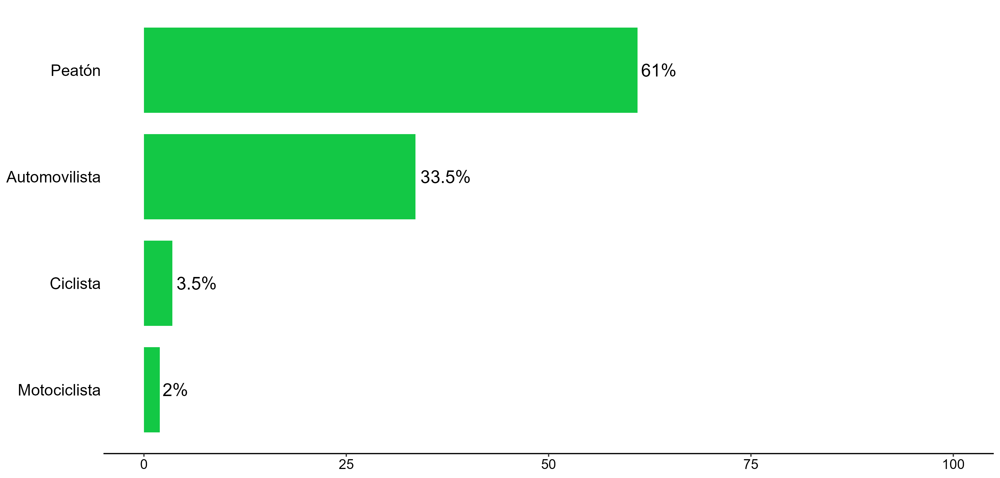 Peatón
61%
Automovilista
33.5%
Ciclista
3.5%
Motociclista
2%
0 25 50 75 100